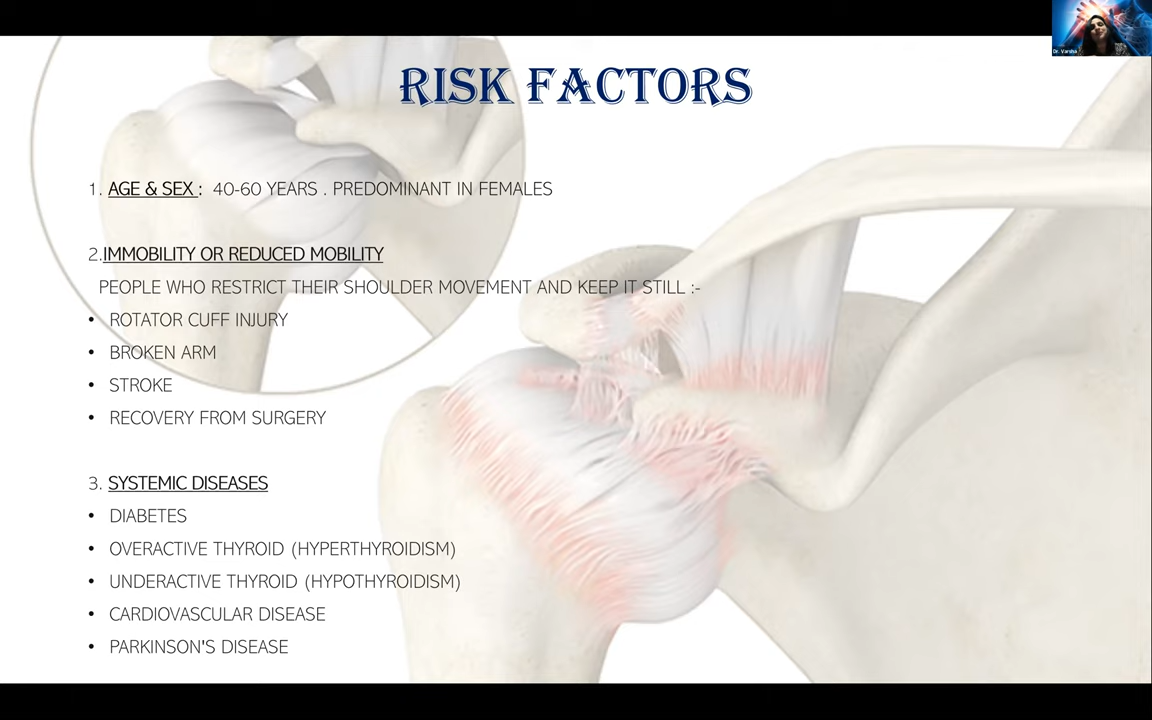 Dr. Varsha
RISK FACTORS
1. AGE & SEX : 40-60 YEARS . PREDOMINANT IN FEMALES
2.IMMOBILITY OR REDUCED MOBILITY
PEOPLE WHO RESTRICT THEIR SHOULDER MOVEMENT AND KEEP IT STILL :-
• ROTATOR CUFF INJURY
• BROKEN ARM
• STROKE
• RECOVERY FROM SURGERY
3. SYSTEMIC DISEASES
• DIABETES
• OVERACTIVE THYROID (HYPERTHYROIDISM)
• UNDERACTIVE THYROID (HYPOTHYROIDISM)
• CARDIOVASCULAR DISEASE
• PARKINSON'S DISEASE